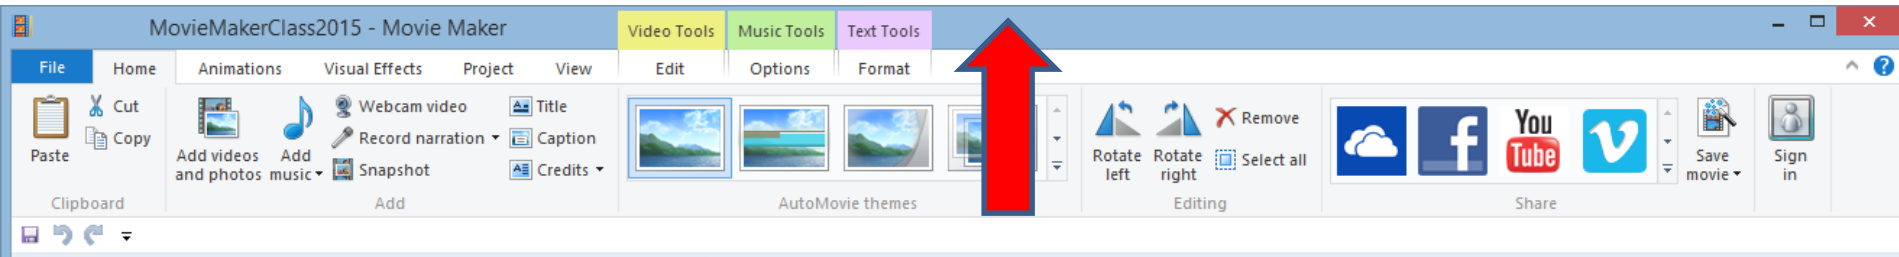 MovieMakerClass2015 - Movie Maker
Video Tools
Music Tools
Text Tools
File
Home
Animations
Visual Effects
Project
View
Edit
Options
Format
Paste
Cut
Copy
Clipboard
Add videos
and photos
Add
music
Webcam video
Record narration
Snapshot
Title
Caption
Credits
Add
AutoMovie themes
Rotate
left
Rotate
right
Remove
Select all
Editing
f
You
Tube
v
Share
Save
movie
Sign
in